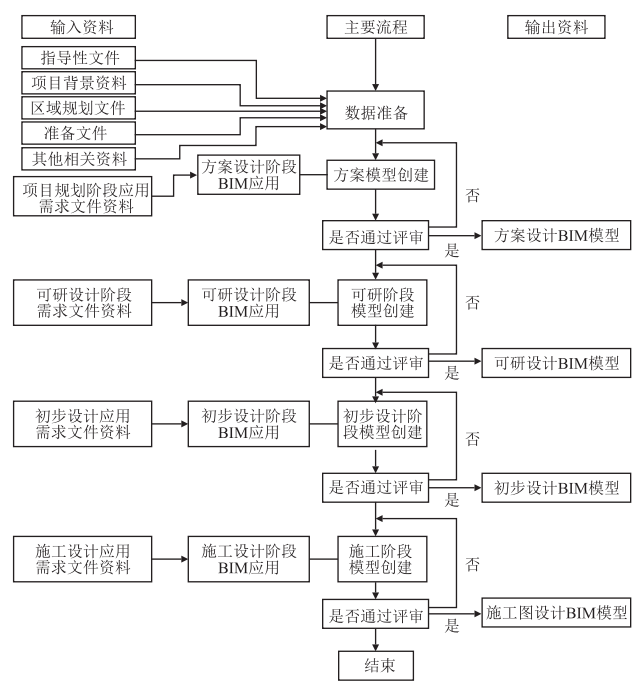 输入资料
主要流程
输出资料
指导性文件
项目背景资料
区域规划文件
准备文件
其他相关资料
数据准备
项目规划阶段应用
需求文件资料
方案设计阶段
BIM应用
方案模型创建
否
是否通过评审
是
方案设计BIM模型
可研设计阶段
需求文件资料
可研设计阶段
BIM应用
可研阶段
模型创建
否
是否通过评审
是
可研设计BIM模型
初步设计应用
需求文件资料
初步设计阶段
BIM应用
初步设计阶
段模型创建
否
是否通过评审
是
初步设计BIM模型
施工设计应用
需求文件资料
施工设计阶段
BIM应用
施工阶段
模型创建
否
是否通过评审
是
施工图设计BIM模型
结束